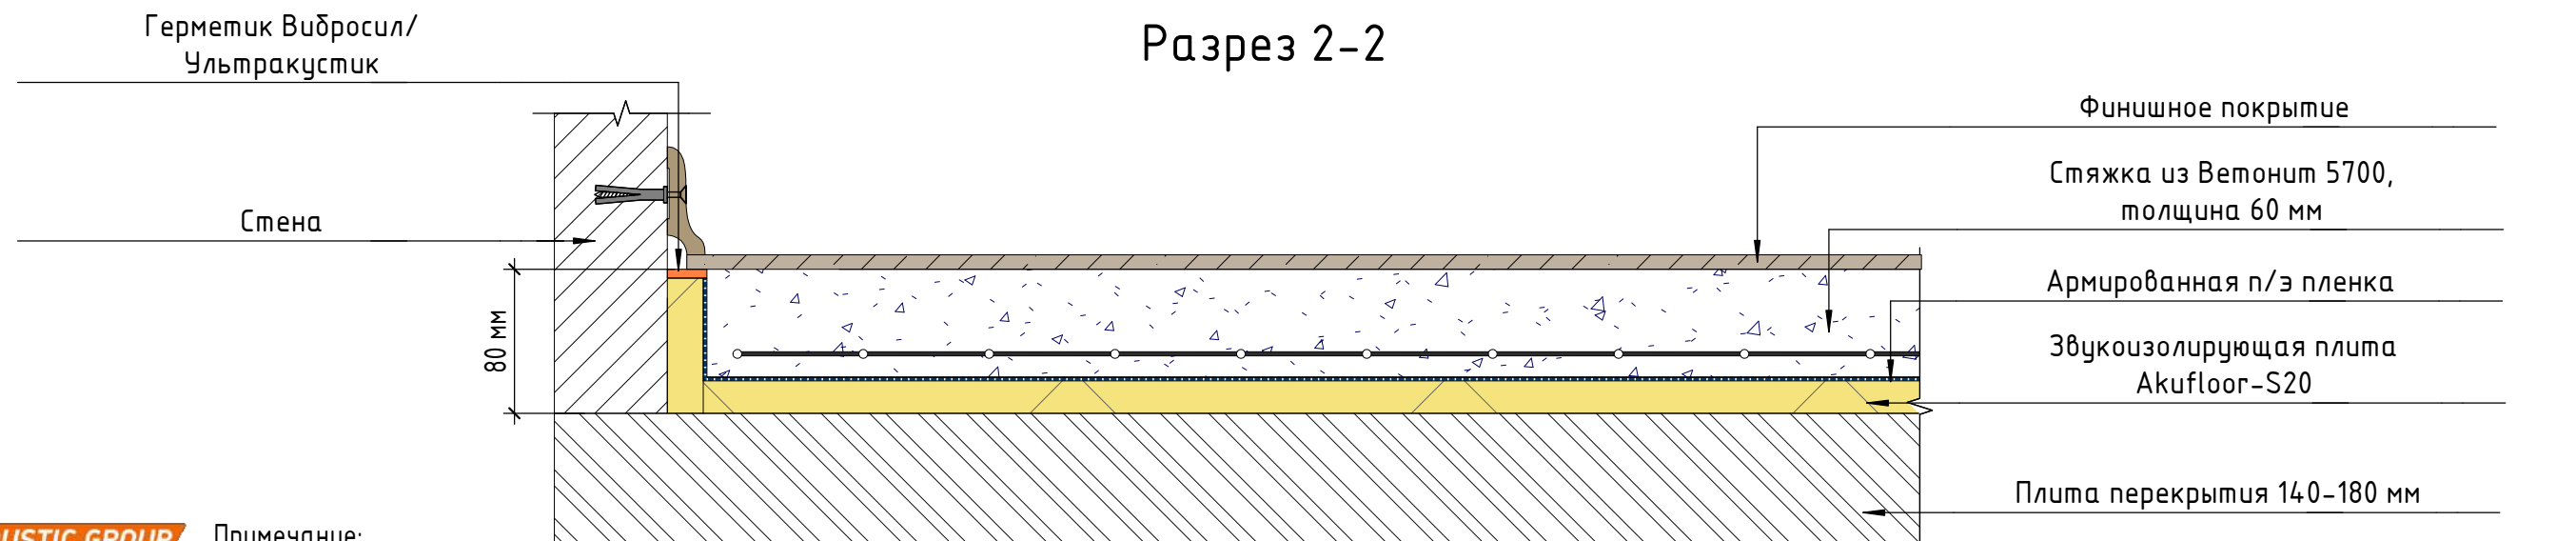 Герметик Вибросил/
Ультракустик
Разрез 2-2
Финишное покрытие
Стяжка из Ветонит 5700,
толщина 60 мм
Стена
Армированная п/э пленка
80 мм
Звукоизолирующая плита
Akufloor-S20
Плита перекрытия 140-180 мм
GROUP
Примечание: